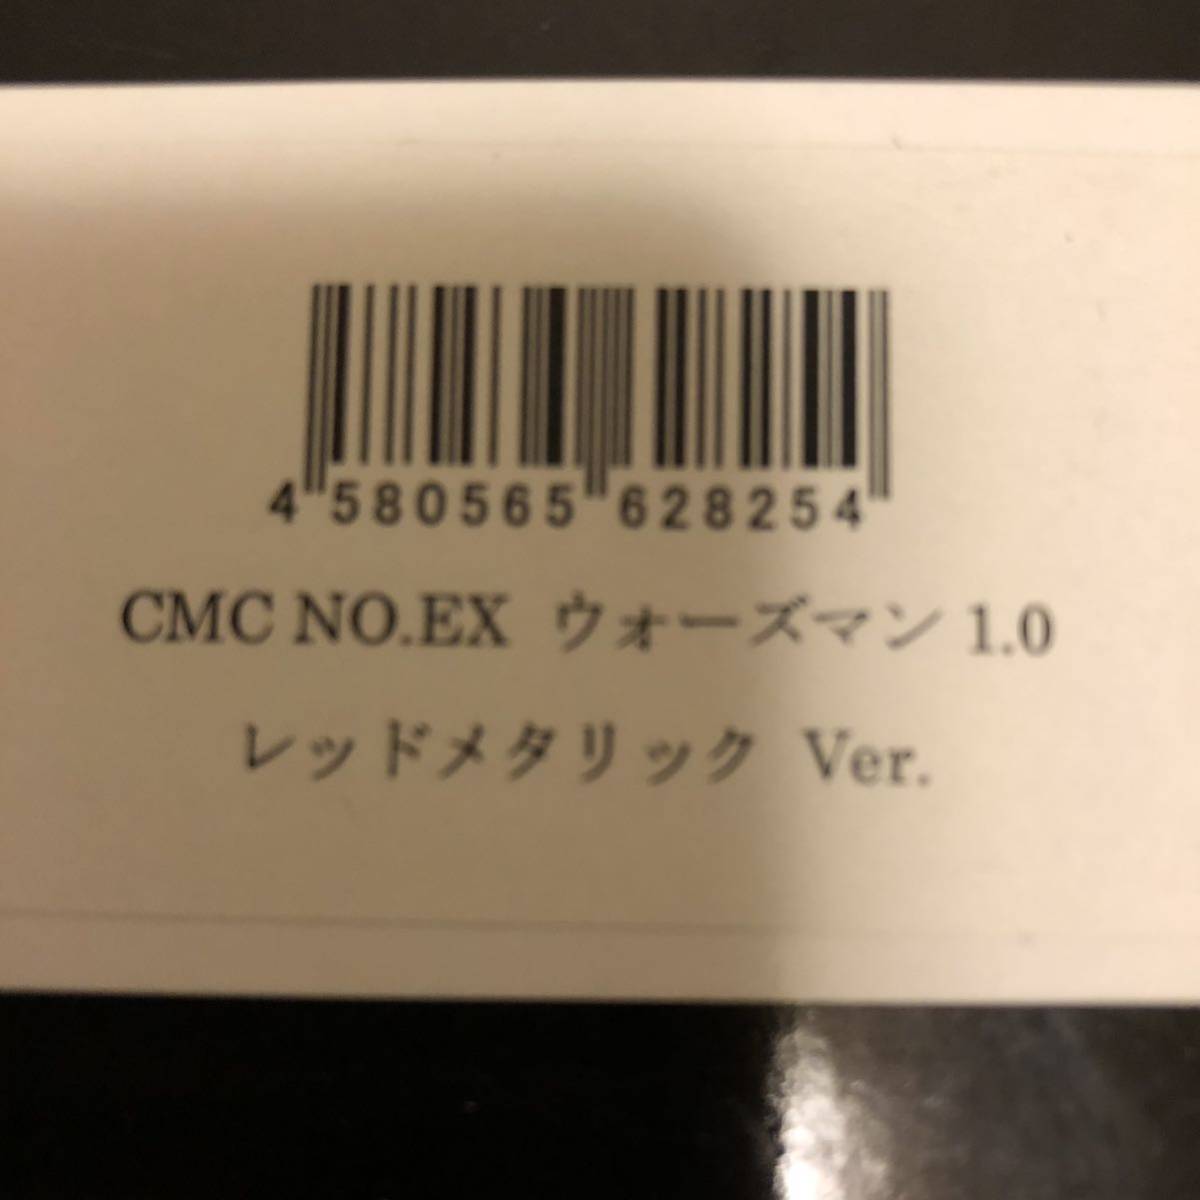 4 580565 628254
CMC NO.EX ウォーズマン 1.0
レッドメタリック Ver.